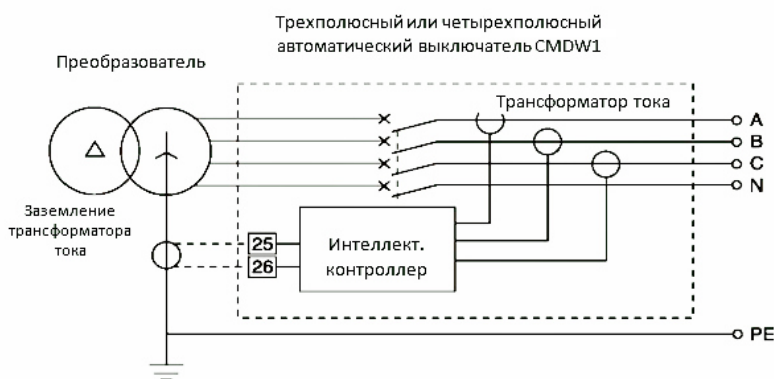 Трехполюсный или четырехполюсный
автоматический выключатель CMDW1
Преобразователь
Трансформатор тока
A
B
C
N
Заземление
трансформатора
тока
25
26
Интеллект.
контроллер
PE